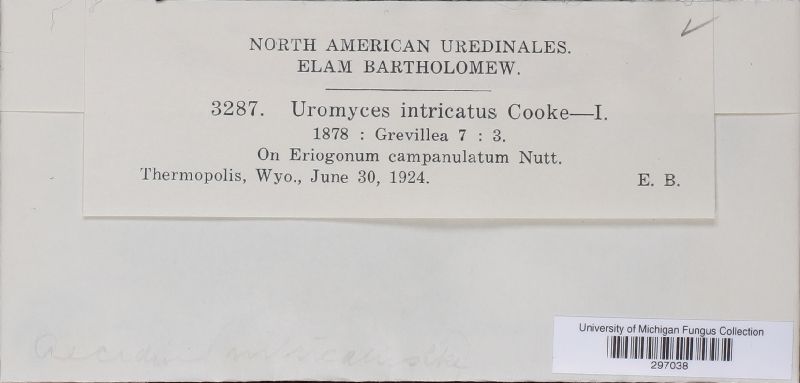 NORTH AMERICAN UREDINALES.
ELAM BARTHOLOMEW.
3287. Uromyces intricatus Cooke—I.
1878 : Grevillea 7 : 3.
On Eriogonum campanulatum Nutt.
Thermopolis, Wyo., June 30, 1924. E. B.
University of Michigan Fungus Collection
297038